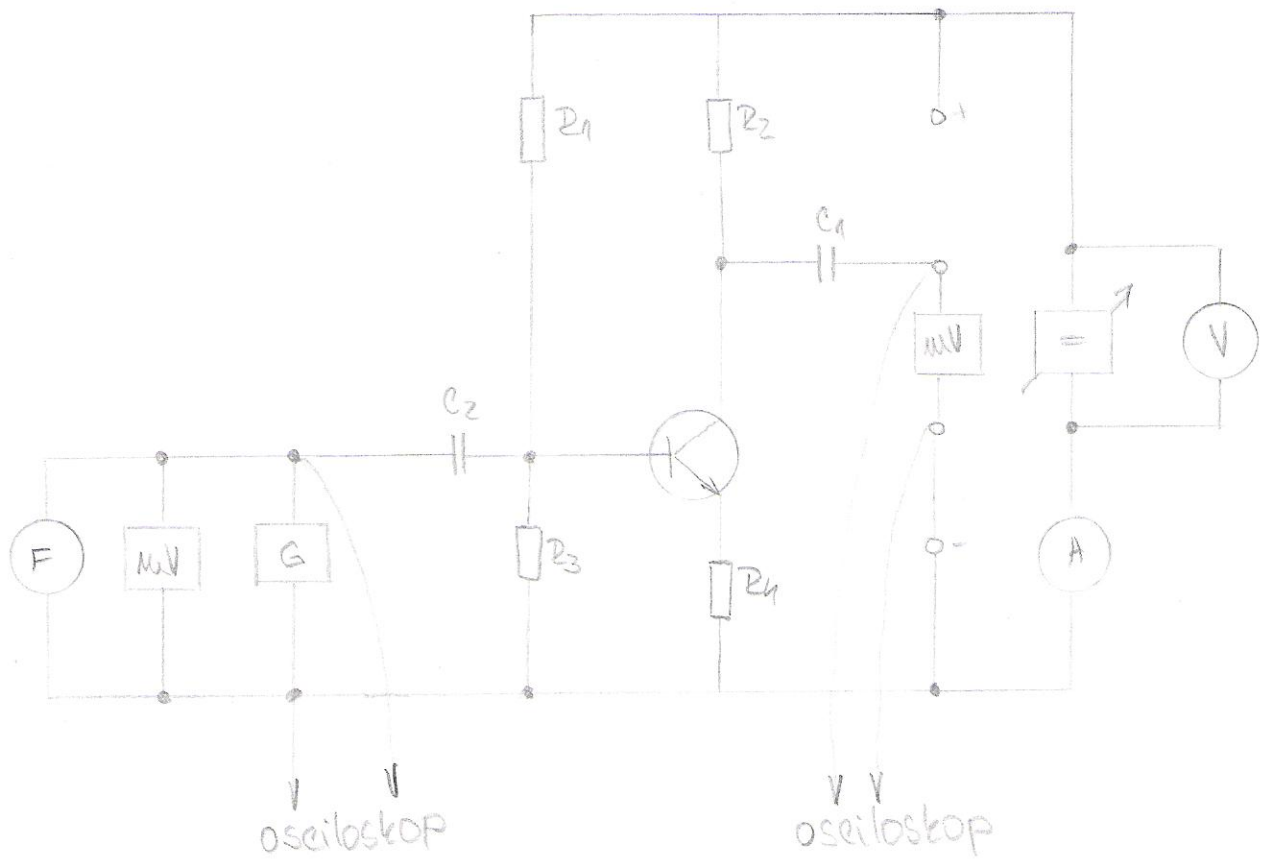 R1
R2
+
C1
mV
=
V
C2
F
mV
G
R3
R4
-
A
osciloskop
osciloskop